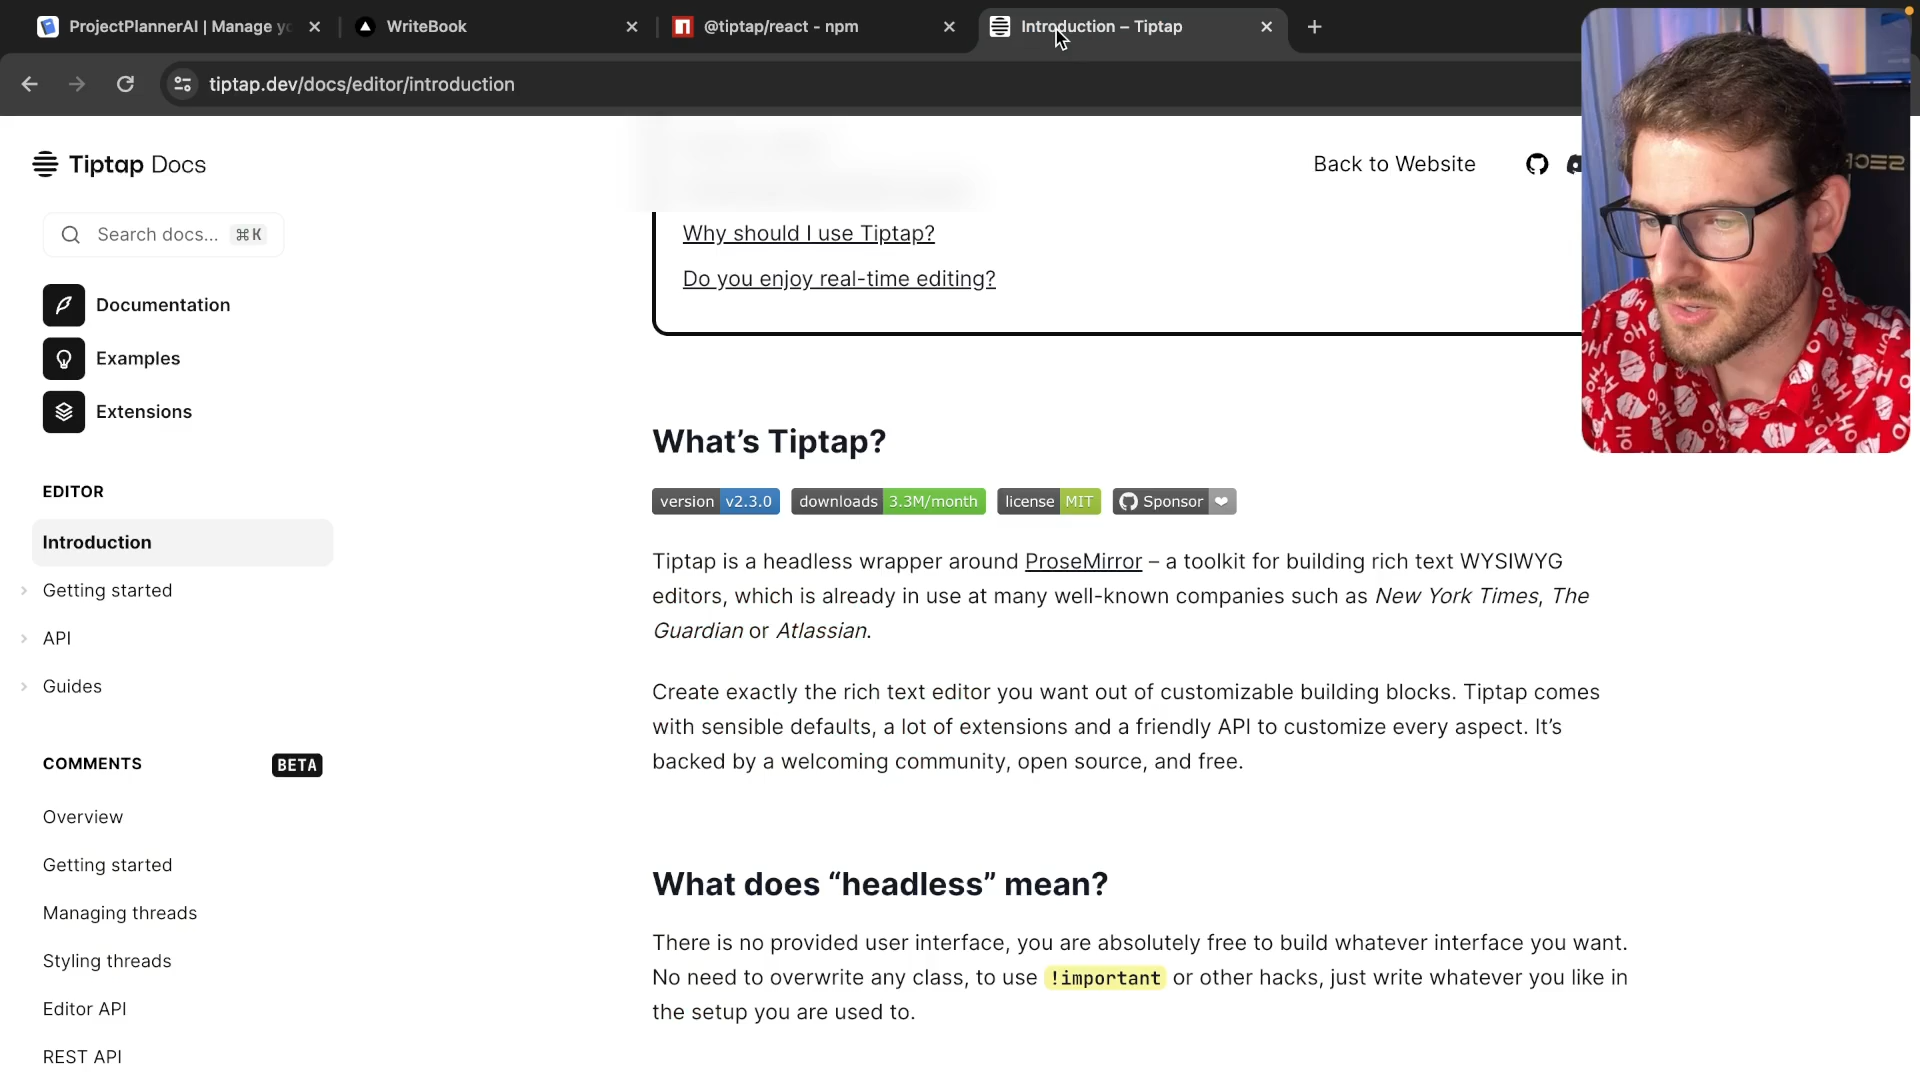 ProjectPlannerAI | Manage yo
WriteBook
@tiptap/react - npm
Introduction – Tiptap
tiptap.dev/docs/editor/introduction
Tiptap Docs
Back to Website
Search docs... ⌘K
Documentation
Examples
Extensions
EDITOR
Introduction
Getting started
API
Guides
COMMENTS BETA
Overview
Getting started
Managing threads
Styling threads
Editor API
REST API
Why should I use Tiptap?
Do you enjoy real-time editing?
What's Tiptap?
version v2.3.0 downloads 3.3M/month license MIT Sponsor
Tiptap is a headless wrapper around ProseMirror – a toolkit for building rich text WYSIWYG
editors, which is already in use at many well-known companies such as New York Times, The
Guardian or Atlassian.
Create exactly the rich text editor you want out of customizable building blocks. Tiptap comes
with sensible defaults, a lot of extensions and a friendly API to customize every aspect. It's
backed by a welcoming community, open source, and free.
What does “headless” mean?
There is no provided user interface, you are absolutely free to build whatever interface you want.
No need to overwrite any class, to use !important or other hacks, just write whatever you like in
the setup you are used to.